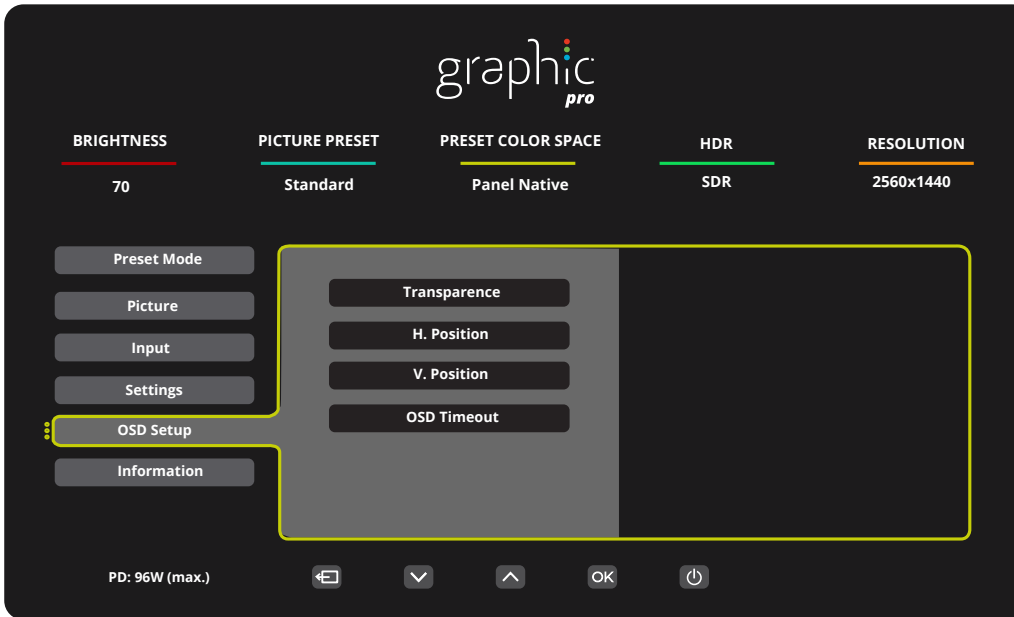 graphic
pro
BRIGHTNESS
70
PICTURE PRESET
Standard
PRESET COLOR SPACE
Panel Native
HDR
SDR
RESOLUTION
2560x1440
Preset Mode
Picture
Input
Settings
OSD Setup
Information
Transparence
H. Position
V. Position
OSD Timeout
PD: 96W (max.)
OK